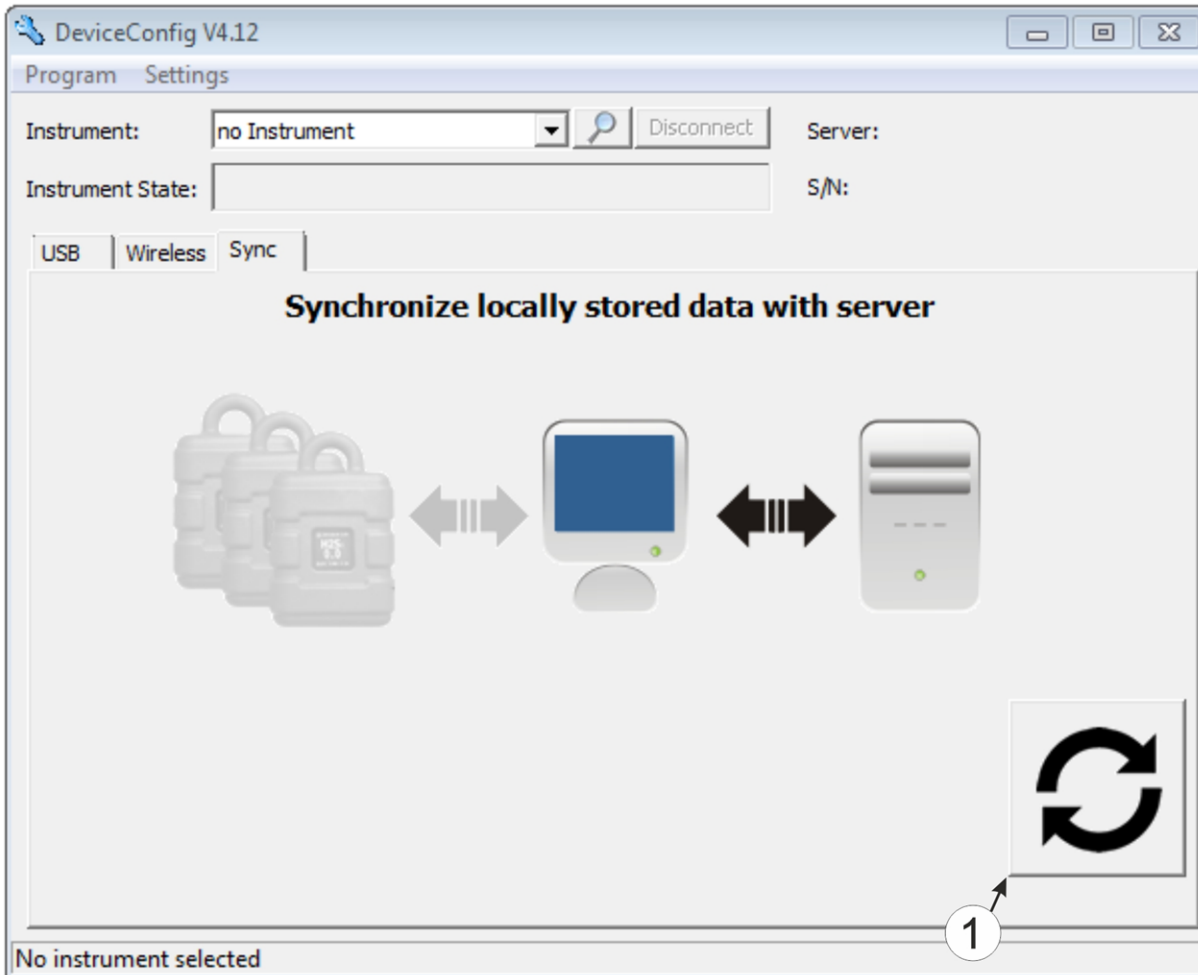 DeviceConfig V4.12
Program Settings
Instrument: no Instrument Disconnect Server:
Instrument State: S/N:
USB Wireless Sync
Synchronize locally stored data with server
1
No instrument selected